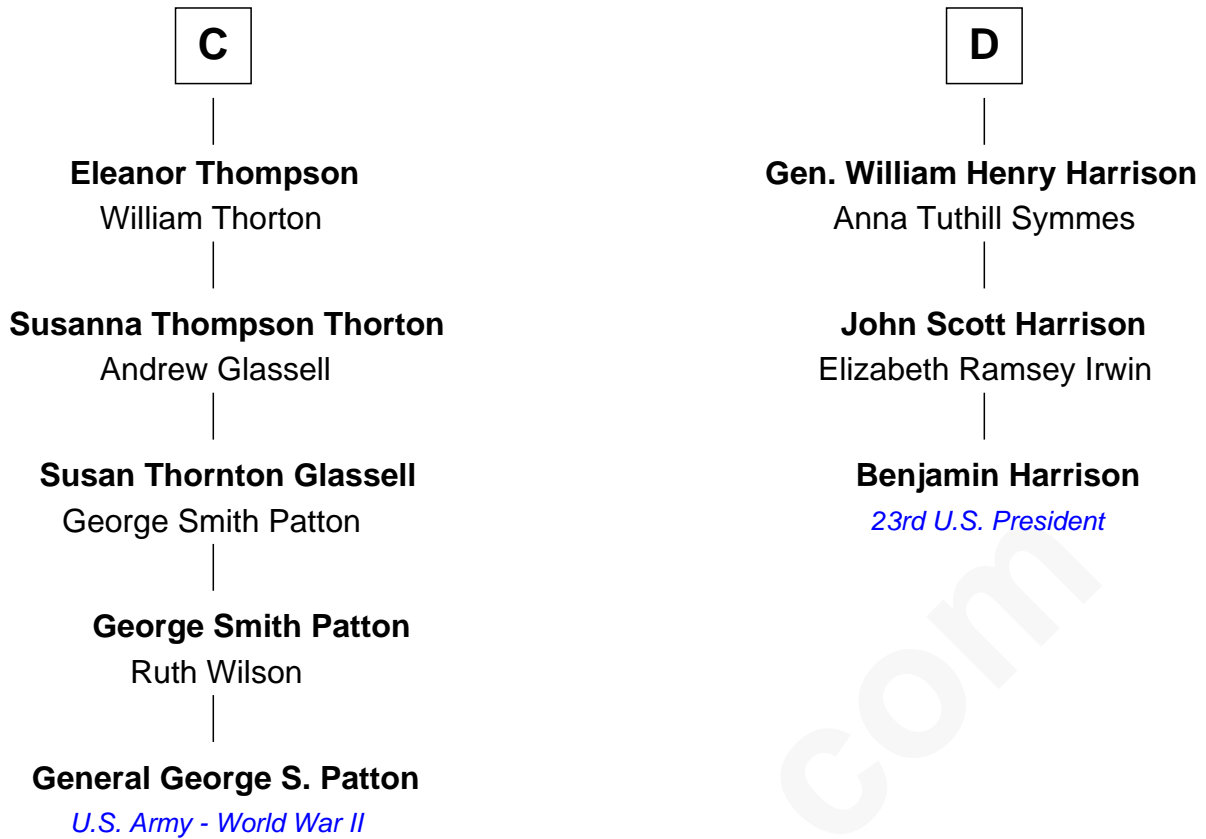 C
Eleanor Thompson
William Thorton
Susanna Thompson Thorton
Andrew Glassell
Susan Thornton Glassell
George Smith Patton
George Smith Patton
Ruth Wilson
General George S. Patton
U.S. Army - World War II
D
Gen. William Henry Harrison
Anna Tuthill Symmes
John Scott Harrison
Elizabeth Ramsey Irwin
Benjamin Harrison
23rd U.S. President
com